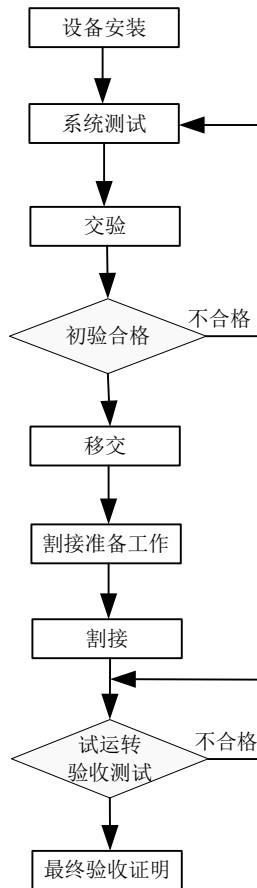 设备安装
系统测试
交验
初验合格
不合格
移交
割接准备工作
割接
试运转
验收测试
不合格
最终验收证明